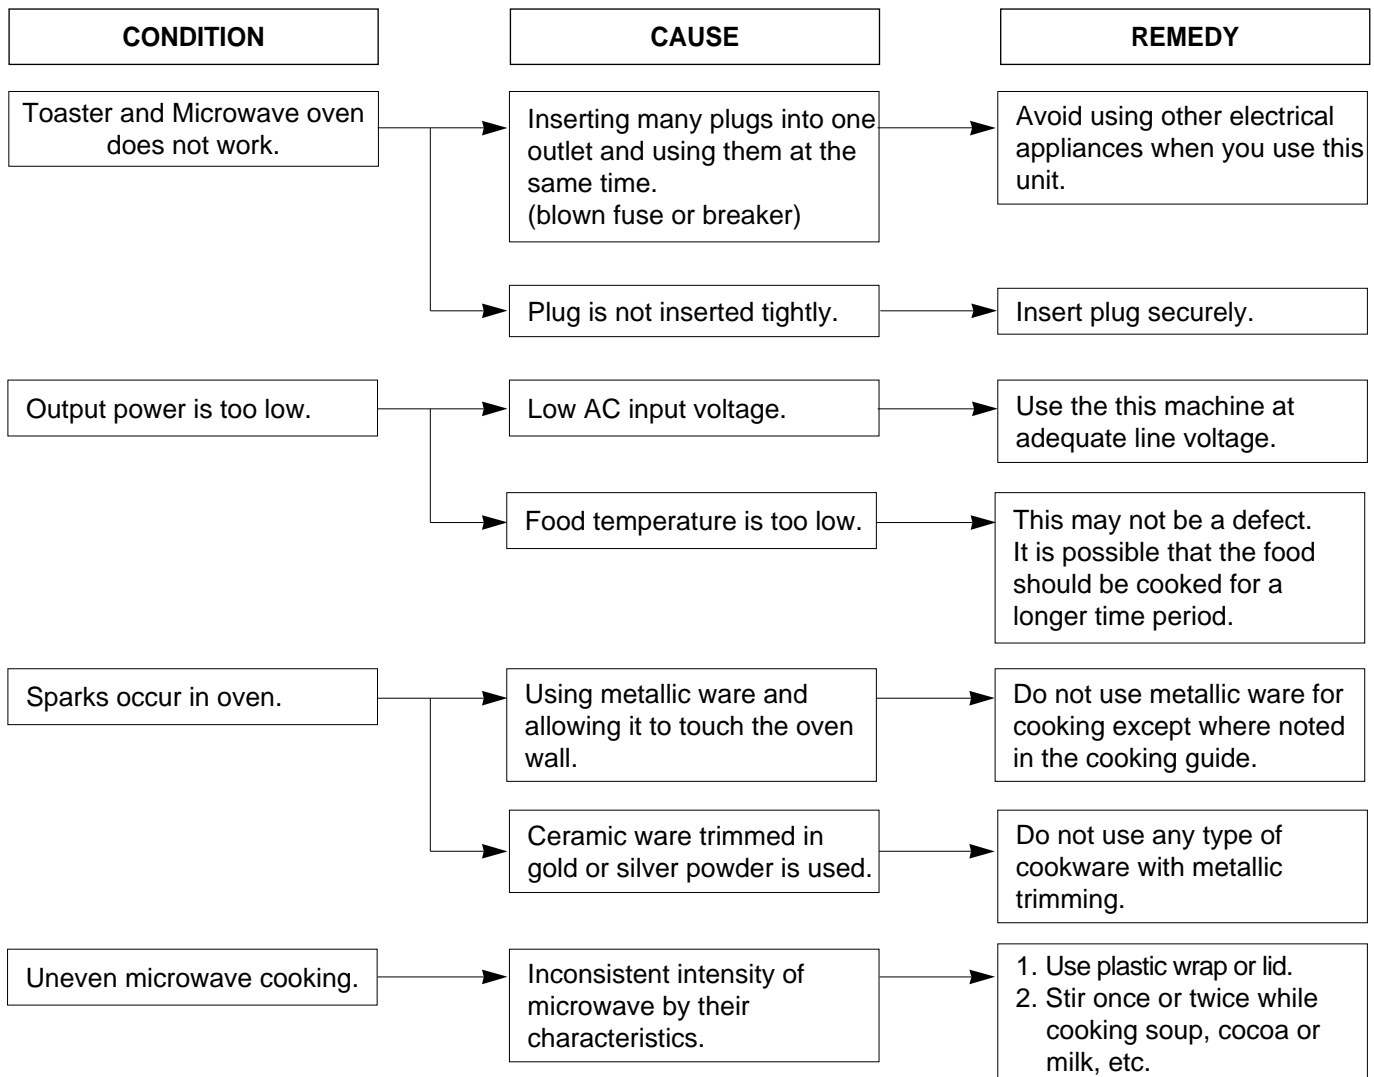 CONDITION
CAUSE
REMEDY
Toaster and Microwave oven
does not work.
Inserting many plugs into one
outlet and using them at the
same time.
(blown fuse or breaker)
Avoid using other electrical
appliances when you use this
unit.
Plug is not inserted tightly.
Insert plug securely.
Output power is too low.
Low AC input voltage.
Use the this machine at
adequate line voltage.
Food temperature is too low.
This may not be a defect.
It is possible that the food
should be cooked for a
longer time period.
Sparks occur in oven.
Using metallic ware and
allowing it to touch the oven
wall.
Do not use metallic ware for
cooking except where noted
in the cooking guide.
Ceramic ware trimmed in
gold or silver powder is used.
Do not use any type of
cookware with metallic
trimming.
Uneven microwave cooking.
Inconsistent intensity of
microwave by their
characteristics.
1. Use plastic wrap or lid.
2. Stir once or twice while
cooking soup, cocoa or
milk, etc.